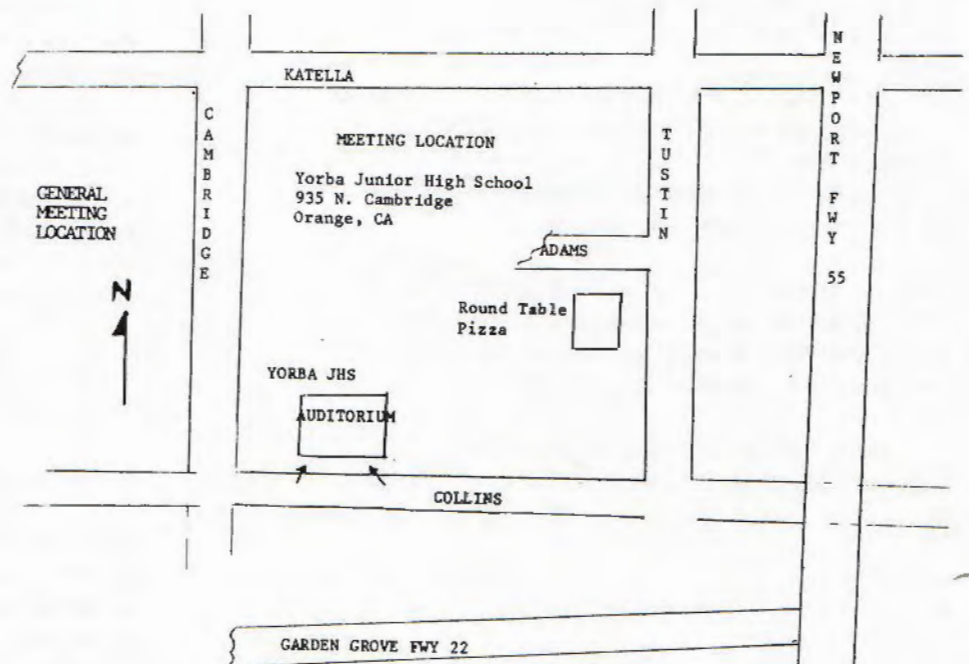 KATELLA
NEWPORT FWY 55
CAMBRIDGE
TUSTIN
MEETING LOCATION
Yorba Junior High School
935 N. Cambridge
Orange, CA
GENERAL
MEETING
LOCATION
ADAMS
N
Round Table
Pizza
YORBA JHS
AUDITORIUM
COLLINS
GARDEN GROVE FWY 22